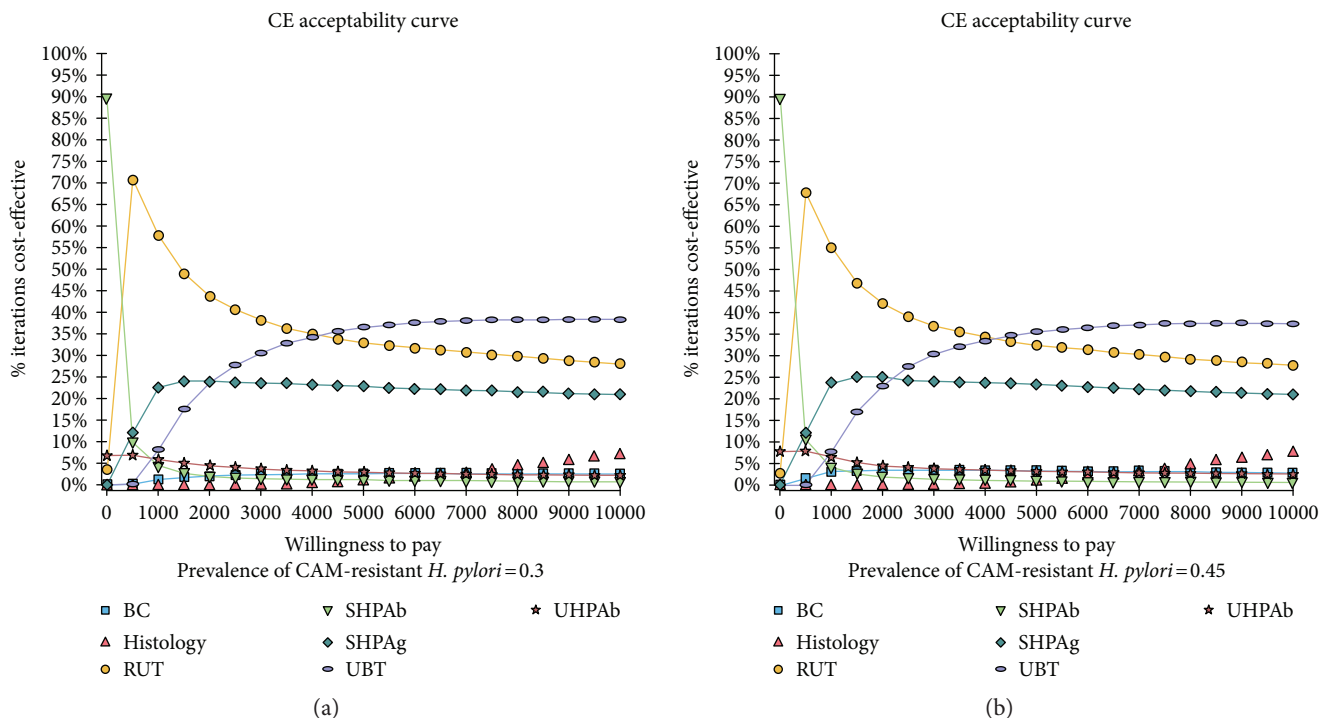 CE acceptability curve
100%
95%
90%
85%
80%
75%
70%
65%
60%
55%
50%
45%
40%
35%
30%
25%
20%
15%
10%
5%
0%
% iterations cost-effective
0 1000 2000 3000 4000 5000 6000 7000 8000 9000 10000
Willingness to pay
Prevalence of CAM-resistant H. pylori=0.3
BC SHPAb UHPAb
Histology SHPAg
RUT UBT
(a)
CE acceptability curve
100%
95%
90%
85%
80%
75%
70%
65%
60%
55%
50%
45%
40%
35%
30%
25%
20%
15%
10%
5%
0%
% iterations cost-effective
0 1000 2000 3000 4000 5000 6000 7000 8000 9000 10000
Willingness to pay
Prevalence of CAM-resistant H. pylori=0.45
BC SHPAb UHPAb
Histology SHPAg
RUT UBT
(b)